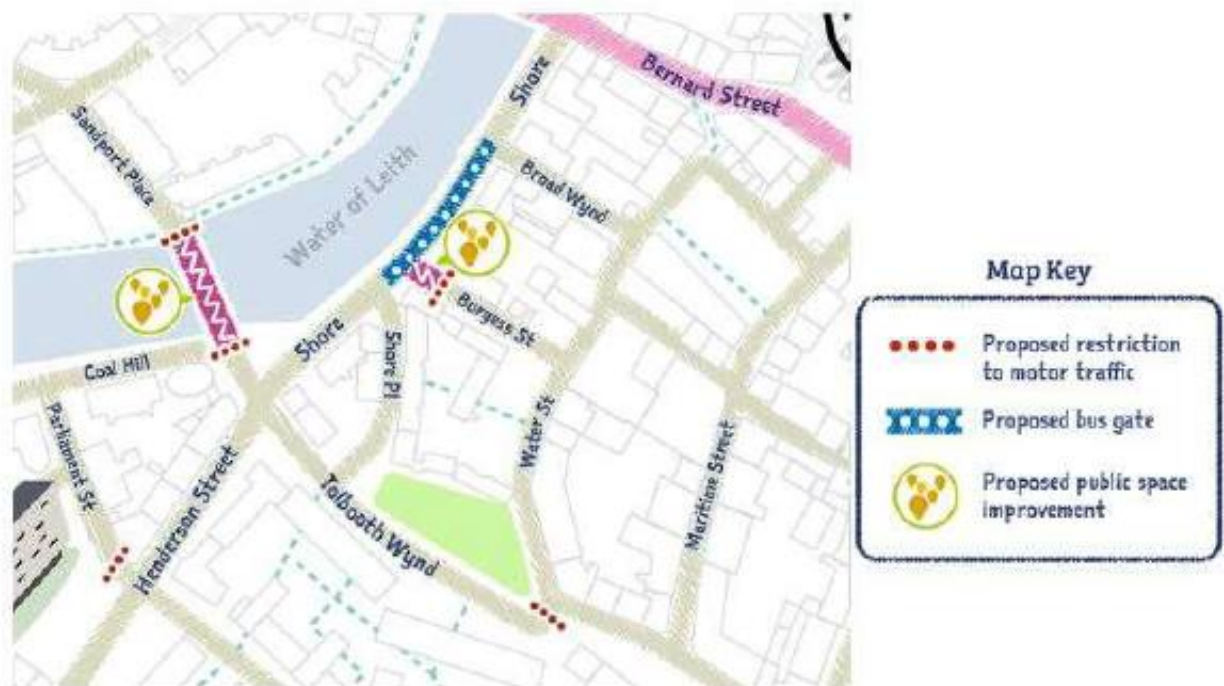 Bernard Street
Shore
Sandport Place
Water of Leith
Broad Wynd
Burgess St
Shore
Shore Pl
Coal Hill
Parliament St
Henderson Street
Tolbooth Wynd
Water St
Maritime Street
Map Key
Proposed restriction
to motor traffic
Proposed bus gate
Proposed public space
improvement